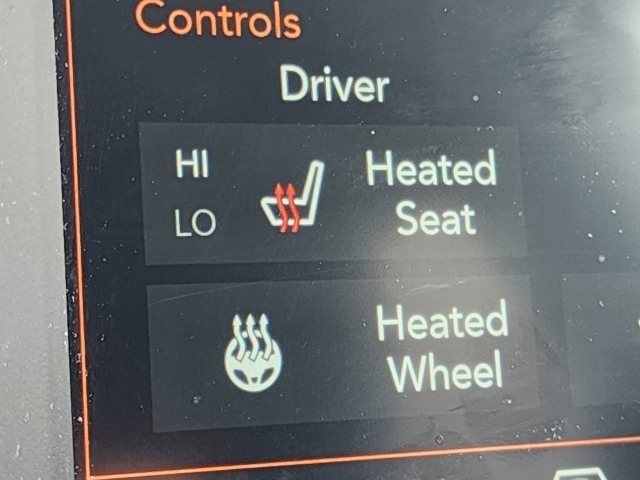 Controls
Driver
HI
LO
Heated
Seat
Heated
Wheel